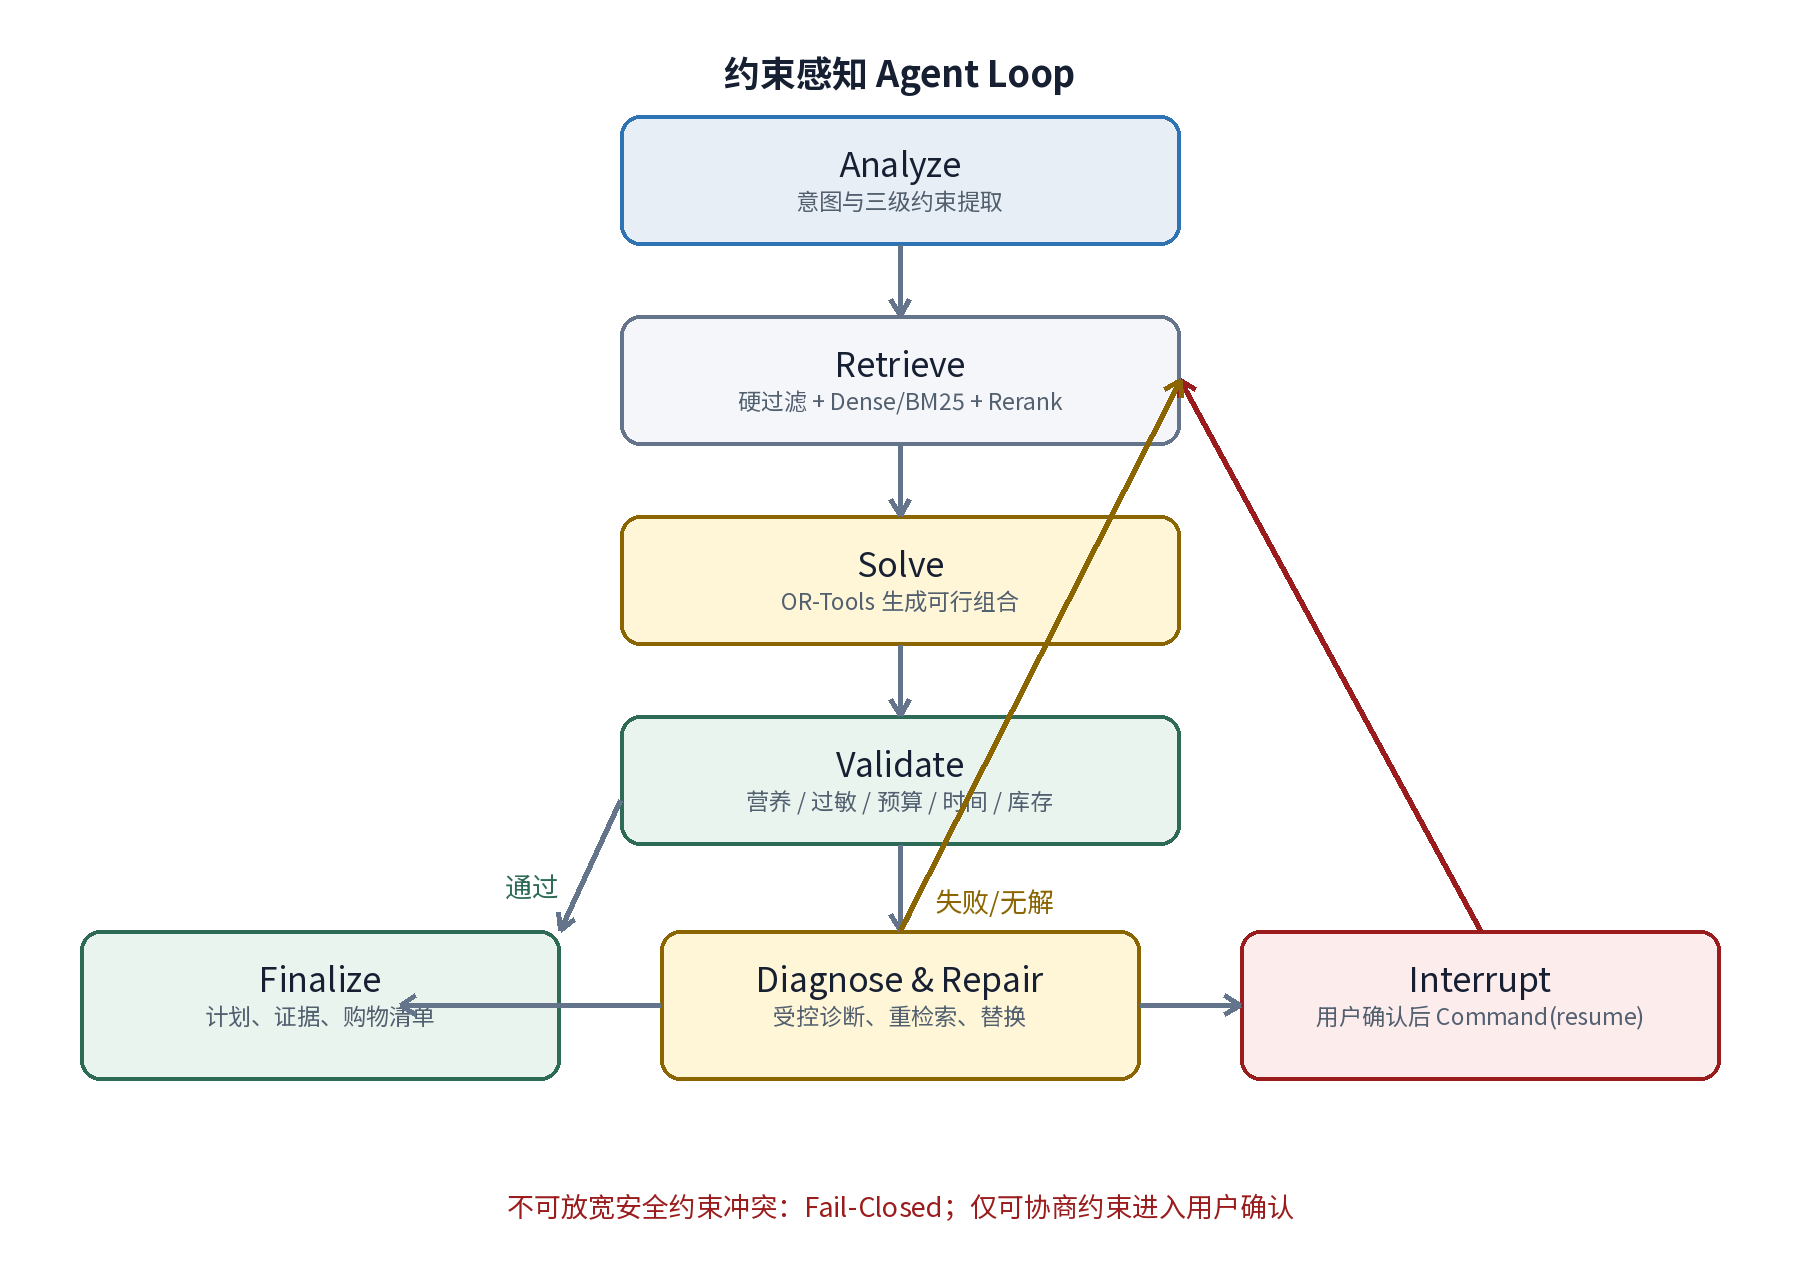 约束感知 Agent Loop
Analyze
意图与三级约束提取
Retrieve
硬过滤 + Dense/BM25 + Rerank
Solve
OR-Tools 生成可行组合
Validate
营养 / 过敏 / 预算 / 时间 / 库存
通过
失败/无解
Finalize
计划、证据、购物清单
Diagnose & Repair
受控诊断、重检索、替换
Interrupt
用户确认后 Command(resume)
不可放宽安全约束冲突：Fail-Closed；仅可协商约束进入用户确认